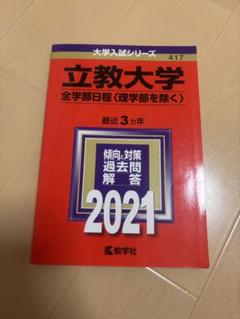 大学入試シリーズ
417
立教大学
全学部日程〈理学部を除く〉
最近3ヵ年
傾向と対策
過去問
解答
2021
教学社